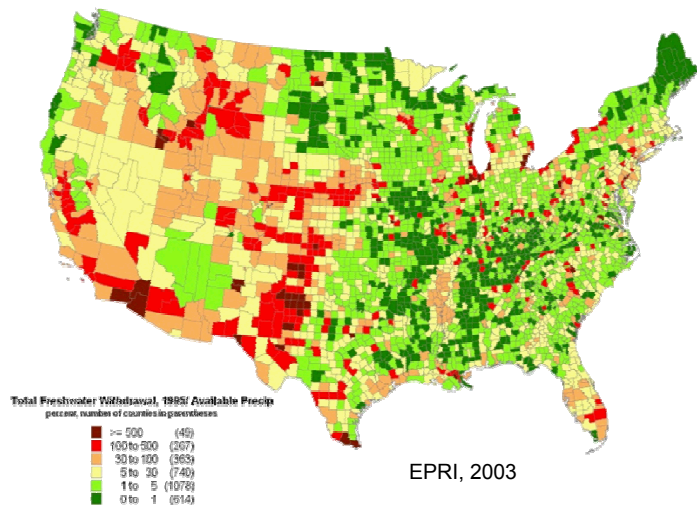 Total Freshwater Withdrawal, 1995/ Available Precip
percent, number of counties in parentheses
>= 500 (49)
100 to 500 (267)
30 to 100 (363)
5 to 30 (740)
1 to 5 (1078)
0 to 1 (614)
EPRI, 2003